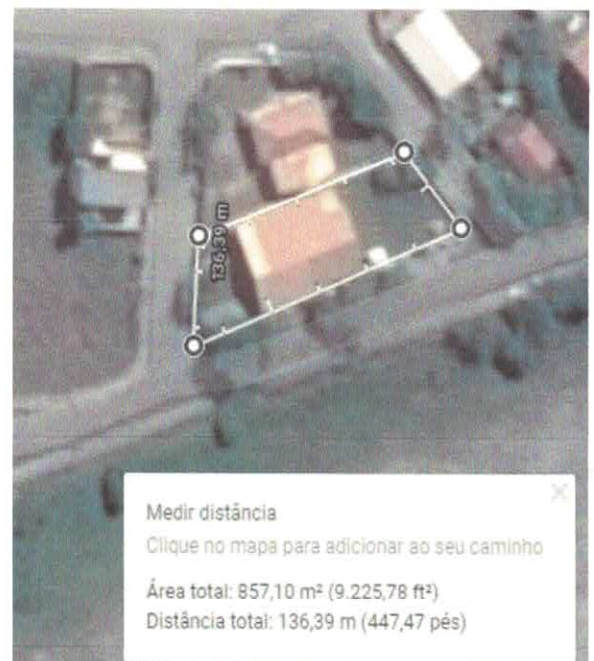 136,39 m
Medir distância
Clique no mapa para adicionar ao seu caminho
Área total: 857,10 m² (9.225,78 ft²)
Distância total: 136,39 m (447,47 pés)